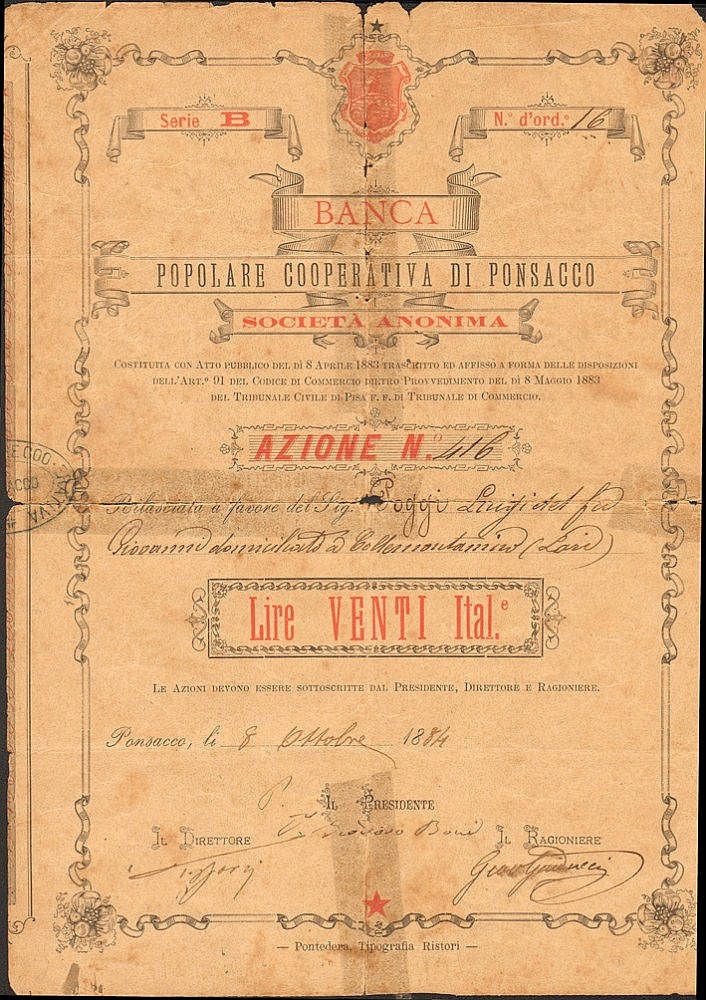 Serie B
N.º d'ord.º 16
BANCA
POPOLARE COOPERATIVA DI PONSACCO
SOCIETÀ ANONIMA
COSTITUITA CON ATTO PUBBLICO DEL DÌ 8 APRILE 1883 TRASCRITTO ED AFFISSO A FORMA DELLE DISPOSIZIONI
DELL'ART.º 91 DEL CODICE DI COMMERCIO DIETRO PROVVEDIMENTO DEL DÌ 8 MAGGIO 1883
DEL TRIBUNALE CIVILE DI PISA F. F. DI TRIBUNALE DI COMMERCIO.
AZIONE N.º 416
Rilasciata a favore del Sig. Poggi Luigi del fu
Giovanni domiciliato a Collemontanino (Lari)
Lire VENTI Ital.e
LE AZIONI DEVONO ESSERE SOTTOSCRITTE DAL PRESIDENTE, DIRETTORE E RAGIONIERE.
Ponsacco, li 8 Ottobre 1884
P. IL PRESIDENTE
IL DIRETTORE
IL RAGIONIERE
— Pontedera, Tipografia Ristori —